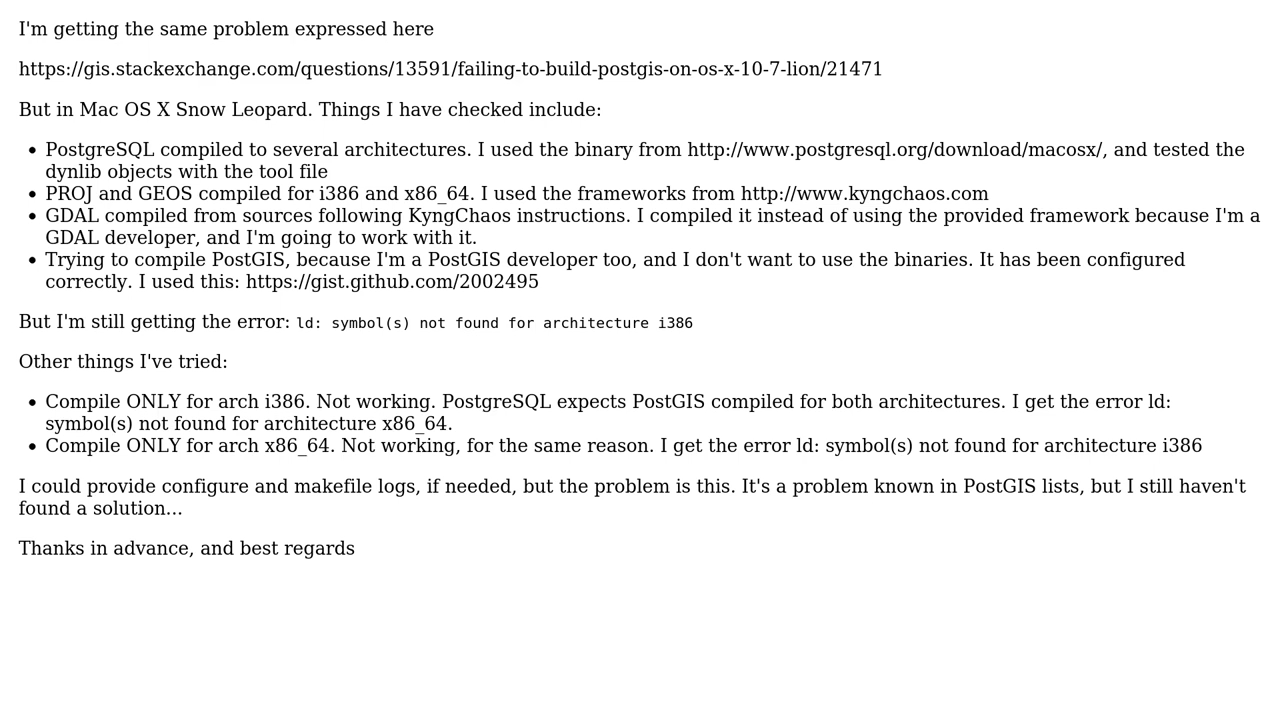 I'm getting the same problem expressed here
https://gis.stackexchange.com/questions/13591/failing-to-build-postgis-on-os-x-10-7-lion/21471
But in Mac OS X Snow Leopard. Things I have checked include:
• PostgreSQL compiled to several architectures. I used the binary from http://www.postgresql.org/download/macosx/, and tested the
dynlib objects with the tool file
• PROJ and GEOS compiled for i386 and x86_64. I used the frameworks from http://www.kyngchaos.com
• GDAL compiled from sources following KyngChaos instructions. I compiled it instead of using the provided framework because I'm a
GDAL developer, and I'm going to work with it.
• Trying to compile PostGIS, because I'm a PostGIS developer too, and I don't want to use the binaries. It has been configured
correctly. I used this: https://gist.github.com/2002495
But I'm still getting the error: ld: symbol(s) not found for architecture i386
Other things I've tried:
• Compile ONLY for arch i386. Not working. PostgreSQL expects PostGIS compiled for both architectures. I get the error ld:
symbol(s) not found for architecture x86_64.
• Compile ONLY for arch x86_64. Not working, for the same reason. I get the error ld: symbol(s) not found for architecture i386
I could provide configure and makefile logs, if needed, but the problem is this. It's a problem known in PostGIS lists, but I still haven't
found a solution...
Thanks in advance, and best regards